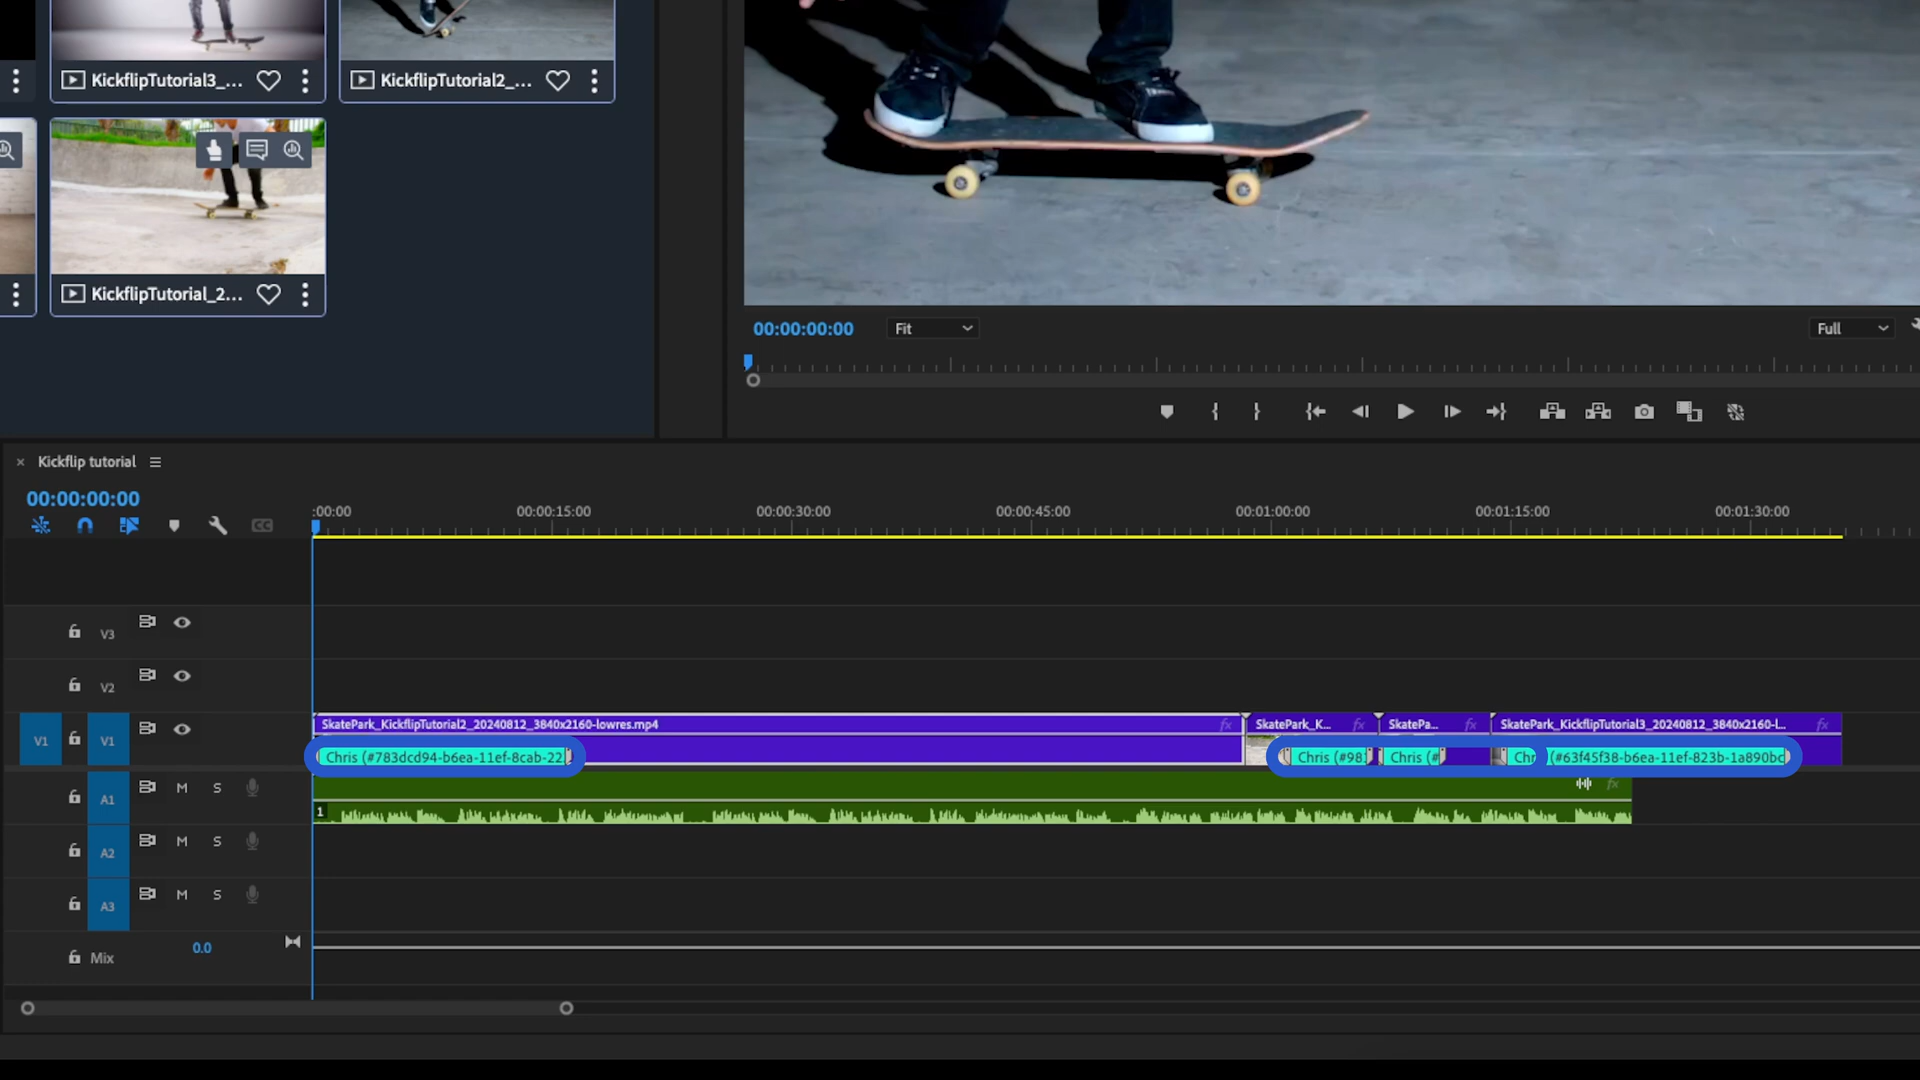 KickflipTutorial3_...
KickflipTutorial2_...
KickflipTutorial_2...
00:00:00:00
Fit
Full
Kickflip tutorial
00:00:00:00
CC
:00:00
00:00:15:00
00:00:30:00
00:00:45:00
00:01:00:00
00:01:15:00
00:01:30:00
V3
V2
V1
V1
SkatePark_KickflipTutorial2_20240812_3840x2160-lowres.mp4
fx
SkatePark_K...
fx
SkatePa...
fx
SkatePark_KickflipTutorial3_20240812_3840x2160-l...
fx
Chris (#783dcd94-b6ea-11ef-8cab-22
Chris (#98
Chris (#
Chr
(#63f45f38-b6ea-11ef-823b-1a890bc
A1
M
S
fx
1
A2
M
S
A3
M
S
Mix
0.0